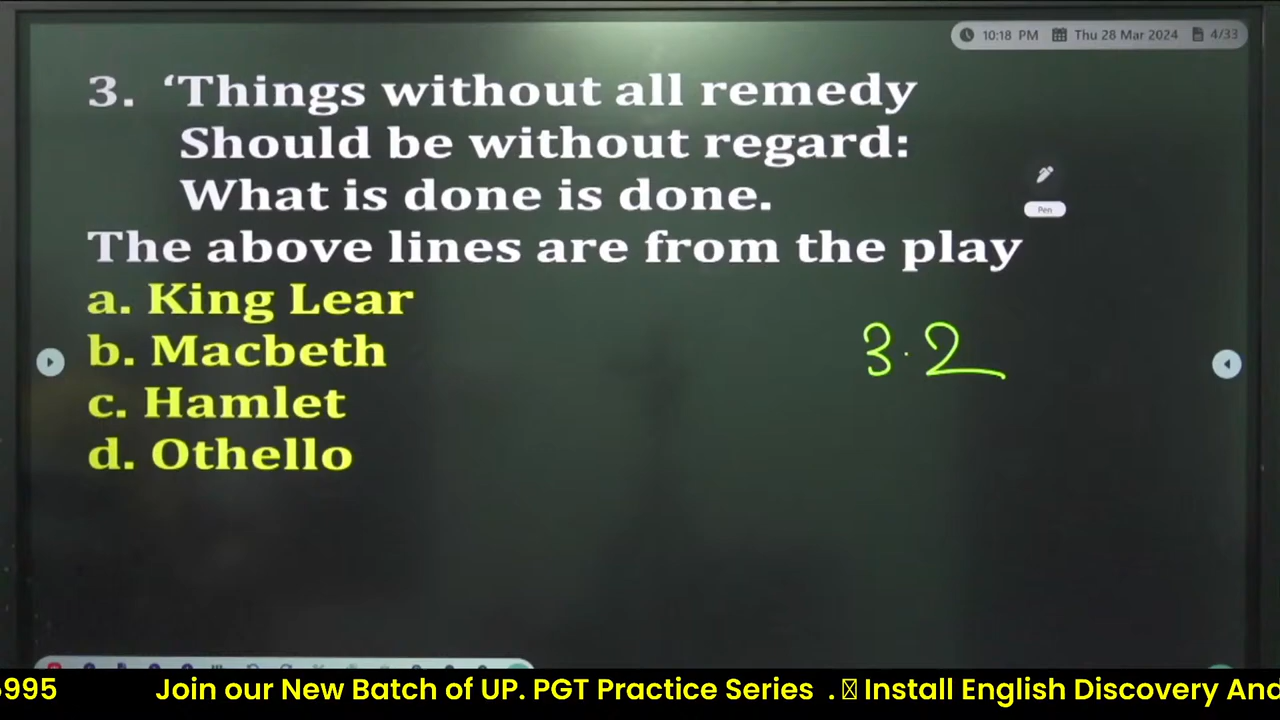 10:18 PM Thu 28 Mar 2024 4/33
3. ‘Things without all remedy
Should be without regard:
What is done is done.
Pen
The above lines are from the play
a. King Lear
b. Macbeth
3.2
c. Hamlet
d. Othello
5995 Join our New Batch of UP. PGT Practice Series . Install English Discovery And